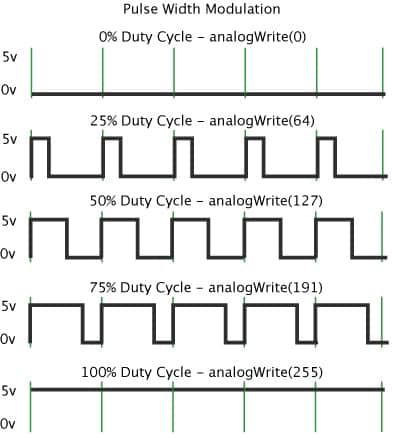 Pulse Width Modulation
0% Duty Cycle – analogWrite(0)
5v
0v
25% Duty Cycle – analogWrite(64)
5v
0v
50% Duty Cycle – analogWrite(127)
5v
0v
75% Duty Cycle – analogWrite(191)
5v
0v
100% Duty Cycle – analogWrite(255)
5v
0v